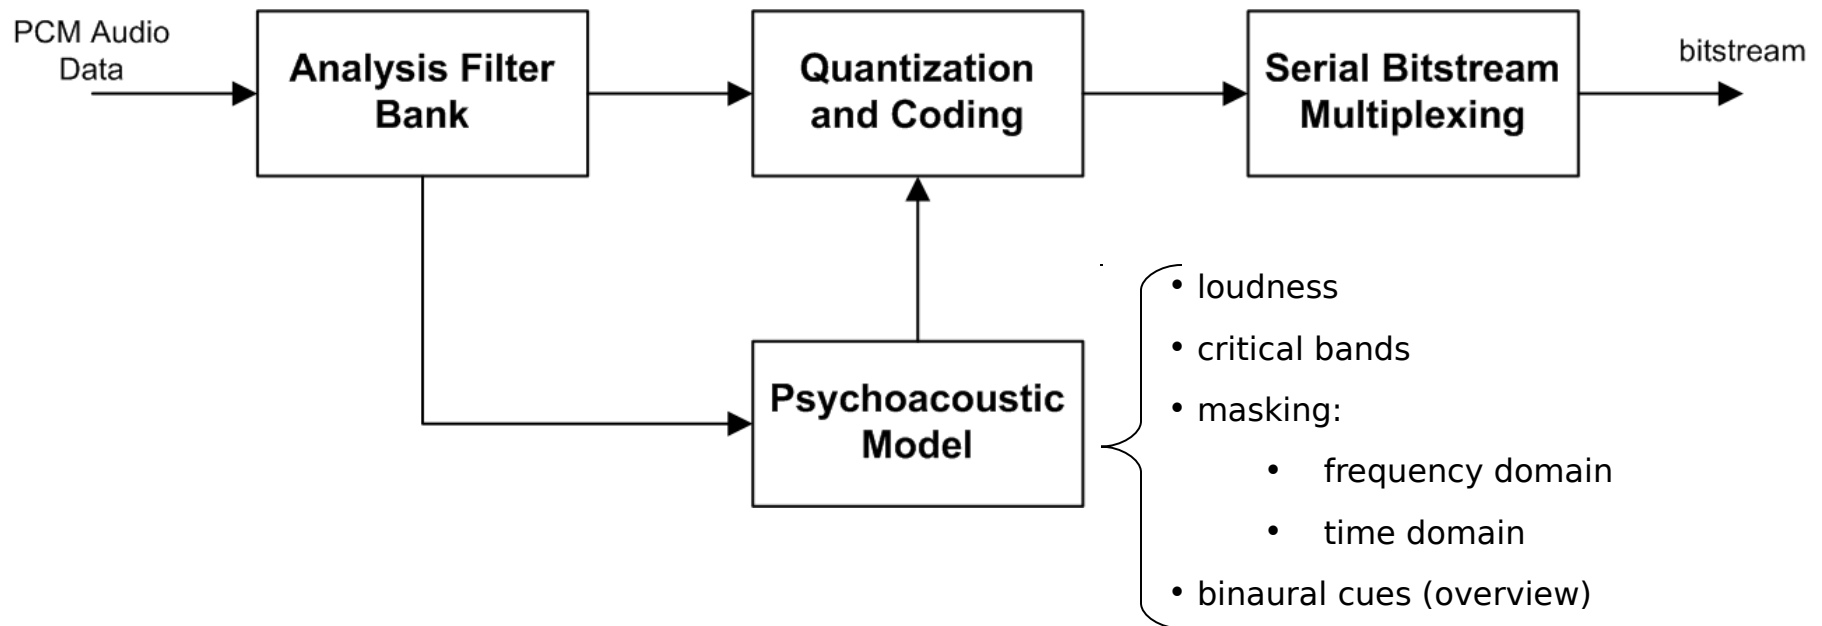 PCM Audio
Data
Analysis Filter
Bank
Quantization
and Coding
Serial Bitstream
Multiplexing
bitstream
Psychoacoustic
Model
• loudness
• critical bands
• masking:
• frequency domain
• time domain
• binaural cues (overview)